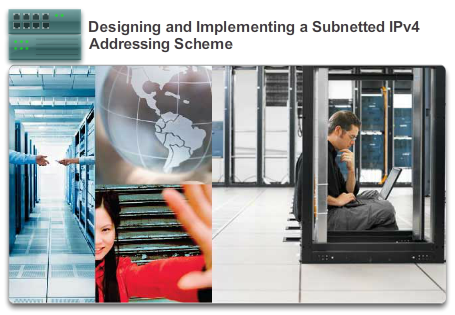 Designing and Implementing a Subnetted IPv4
Addressing Scheme